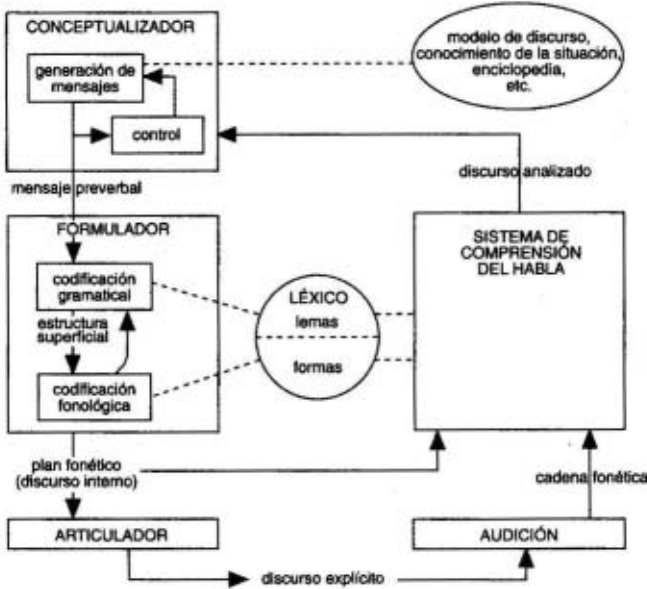 CONCEPTUALIZADOR
generación de
mensajes
control
modelo de discurso,
conocimiento de la situación,
enciclopedia,
etc.
mensaje preverbal
discurso analizado
FORMULADOR
codificación
gramatical
estructura
superficial
codificación
fonológica
LÉXICO
lemas
formas
SISTEMA DE
COMPRENSIÓN
DEL HABLA
plan fonético
(discurso interno)
cadena fonética
ARTICULADOR
AUDICIÓN
discurso explícito